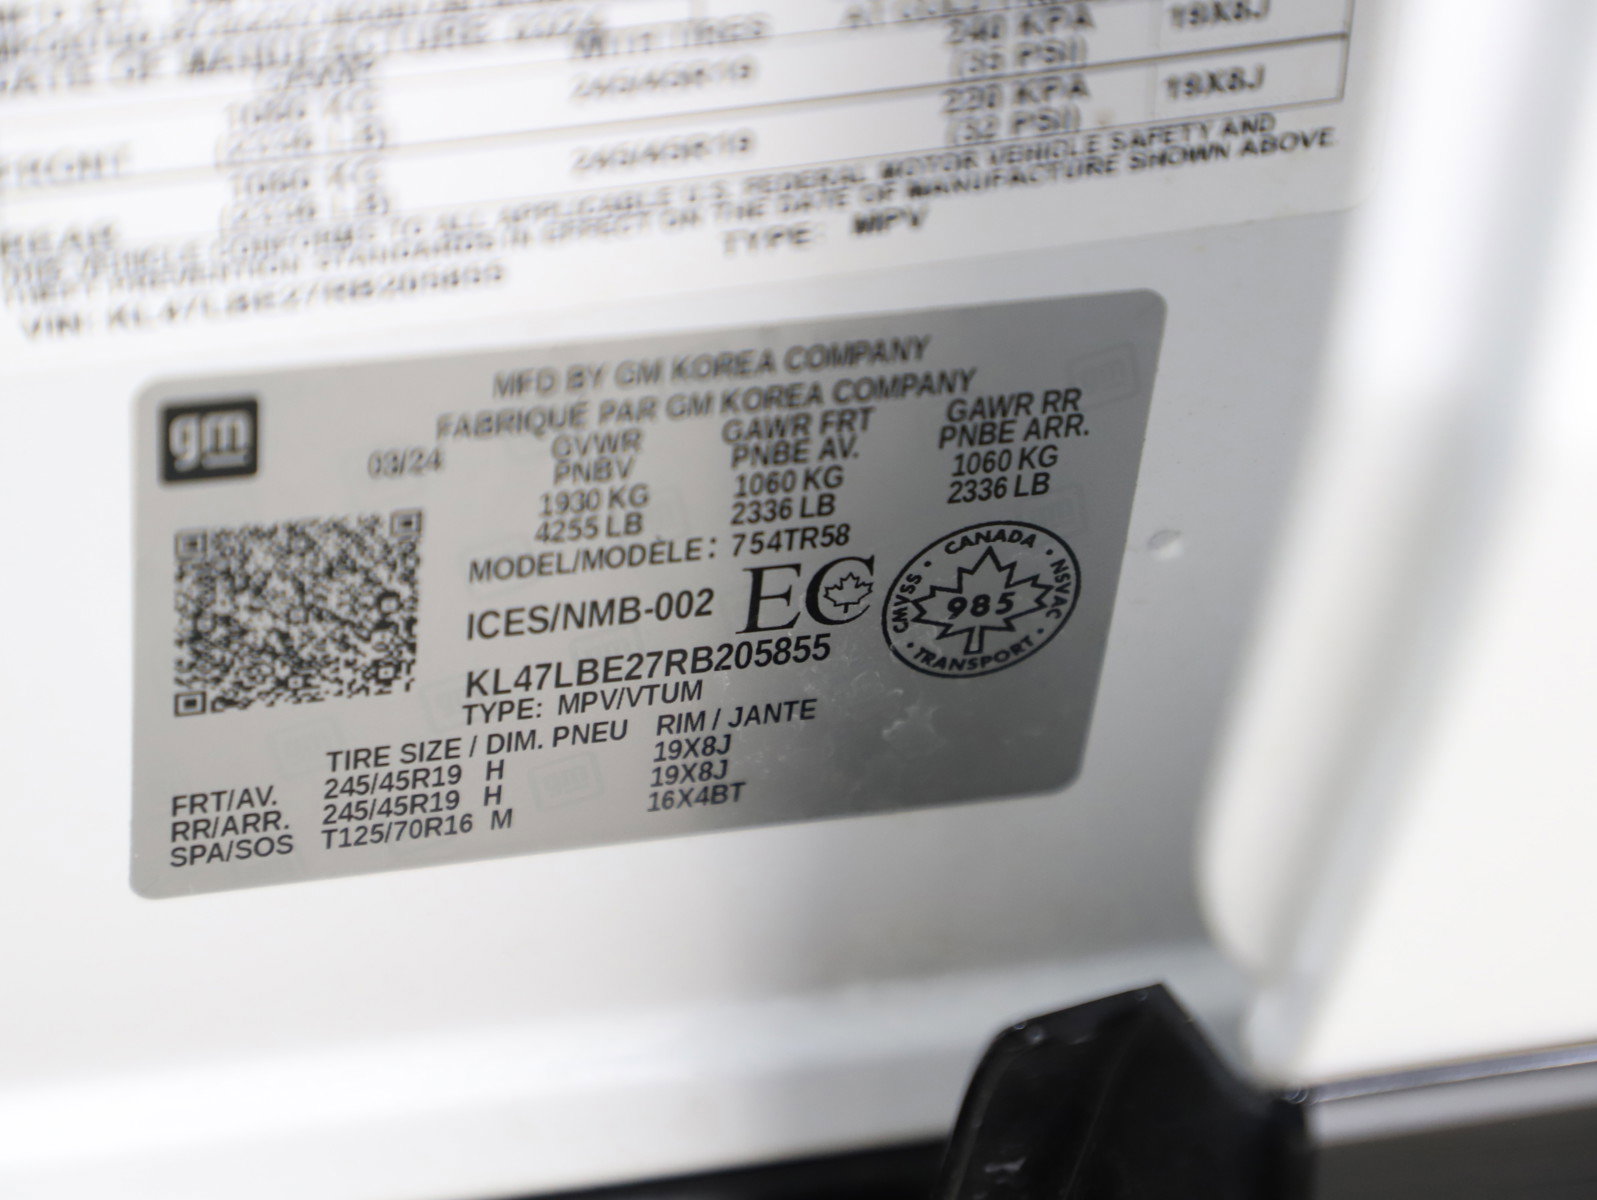 DATE OF MANUFACTURE
240 KPA
19X8J
(35 PSI)
1060 KG
(2336 LB)
FRONT
220 KPA
19X8J
(32 PSI)
1060 KG
(2336 LB)
REAR
THIS VEHICLE CONFORMS TO ALL APPLICABLE U.S. FEDERAL MOTOR VEHICLE SAFETY AND
THEFT PREVENTION STANDARDS IN EFFECT ON THE DATE OF MANUFACTURE SHOWN ABOVE.
VIN: KL47LBE27RB205855 TYPE: MPV
gm
MFD BY GM KOREA COMPANY
FABRIQUÉ PAR GM KOREA COMPANY
03/24 GVWR GAWR FRT GAWR RR
PNBV PNBE AV. PNBE ARR.
1930 KG 1060 KG 1060 KG
4255 LB 2336 LB 2336 LB
MODEL/MODÈLE: 754TR58
ICES/NMB-002 EC
CANADA · NSVAC · TRANSPORT · CMVSS ·
985
KL47LBE27RB205855
TYPE: MPV/VTUM
TIRE SIZE / DIM. PNEU RIM / JANTE
FRT/AV. 245/45R19 H 19X8J
RR/ARR. 245/45R19 H 19X8J
SPA/SOS T125/70R16 M 16X4BT